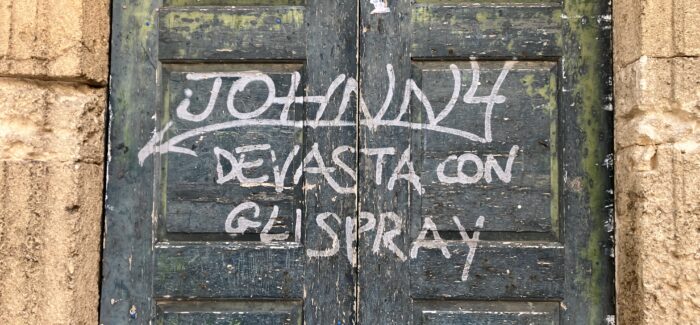 JOHNNY
DEVASTA CON
GLI SPRAY